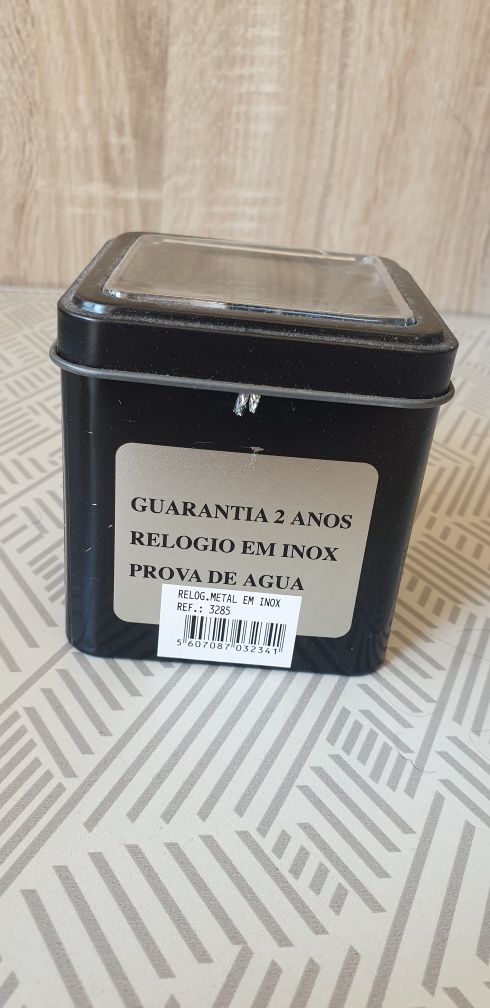 GUARANTIA 2 ANOS
RELOGIO EM INOX
PROVA DE AGUA
RELOG.METAL EM INOX
REF.: 3285
5 607087 032341